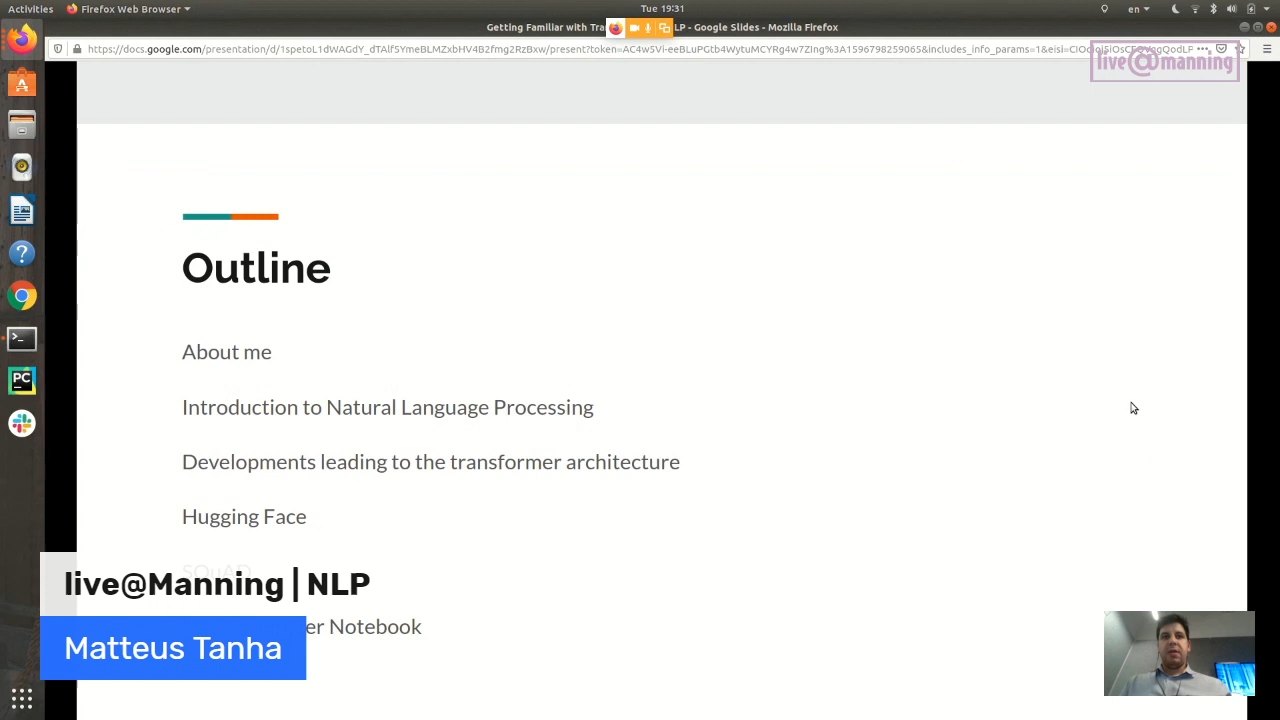 Activities
Firefox Web Browser
Tue 19:31
en
Getting Familiar with Tra
LP - Google Slides - Mozilla Firefox
live@manning
Outline
About me
Introduction to Natural Language Processing
Developments leading to the transformer architecture
Hugging Face
SQuAD
live@Manning | NLP
er Notebook
Matteus Tanha
PC